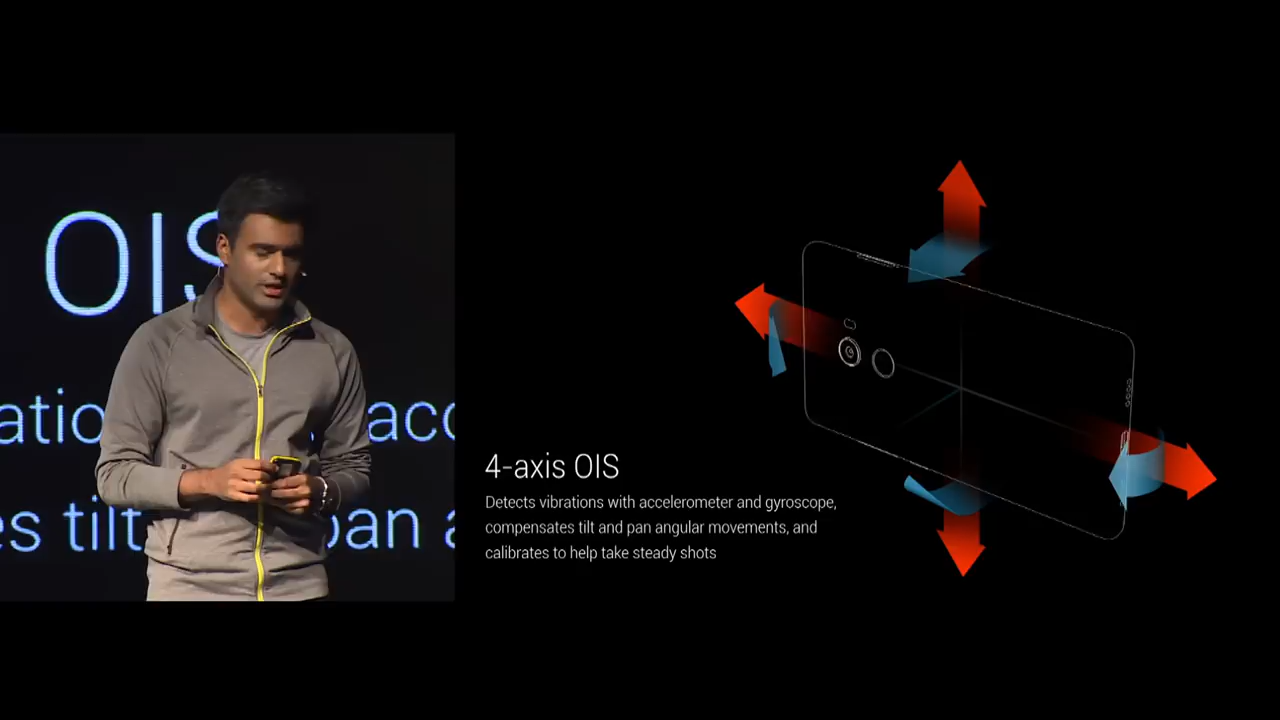 OIS
acc
es tilt
pan a
4-axis OIS
Detects vibrations with accelerometer and gyroscope,
compensates tilt and pan angular movements, and
calibrates to help take steady shots